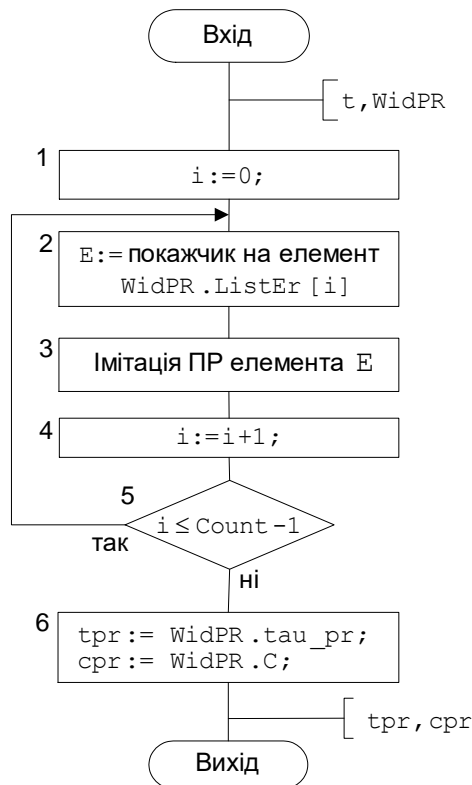 Вхід
t,WidPR
1
i:=0;
2
E:= покажчик на елемент
WidPR.ListEr[i]
3
Імітація ПР елемента E
4
i:=i+1;
5
i ≤ Count-1
так
ні
6
tpr:= WidPR.tau_pr;
cpr:= WidPR.C;
tpr,cpr
Вихід